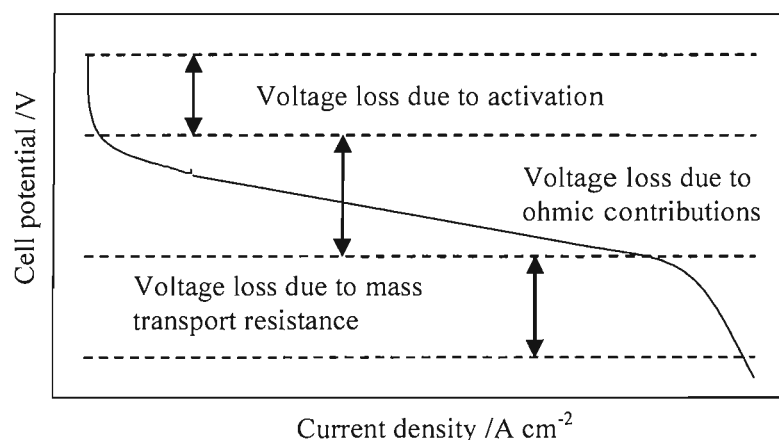 Cell potential /V
Voltage loss due to activation
Voltage loss due to
ohmic contributions
Voltage loss due to mass
transport resistance
Current density /A cm⁻²